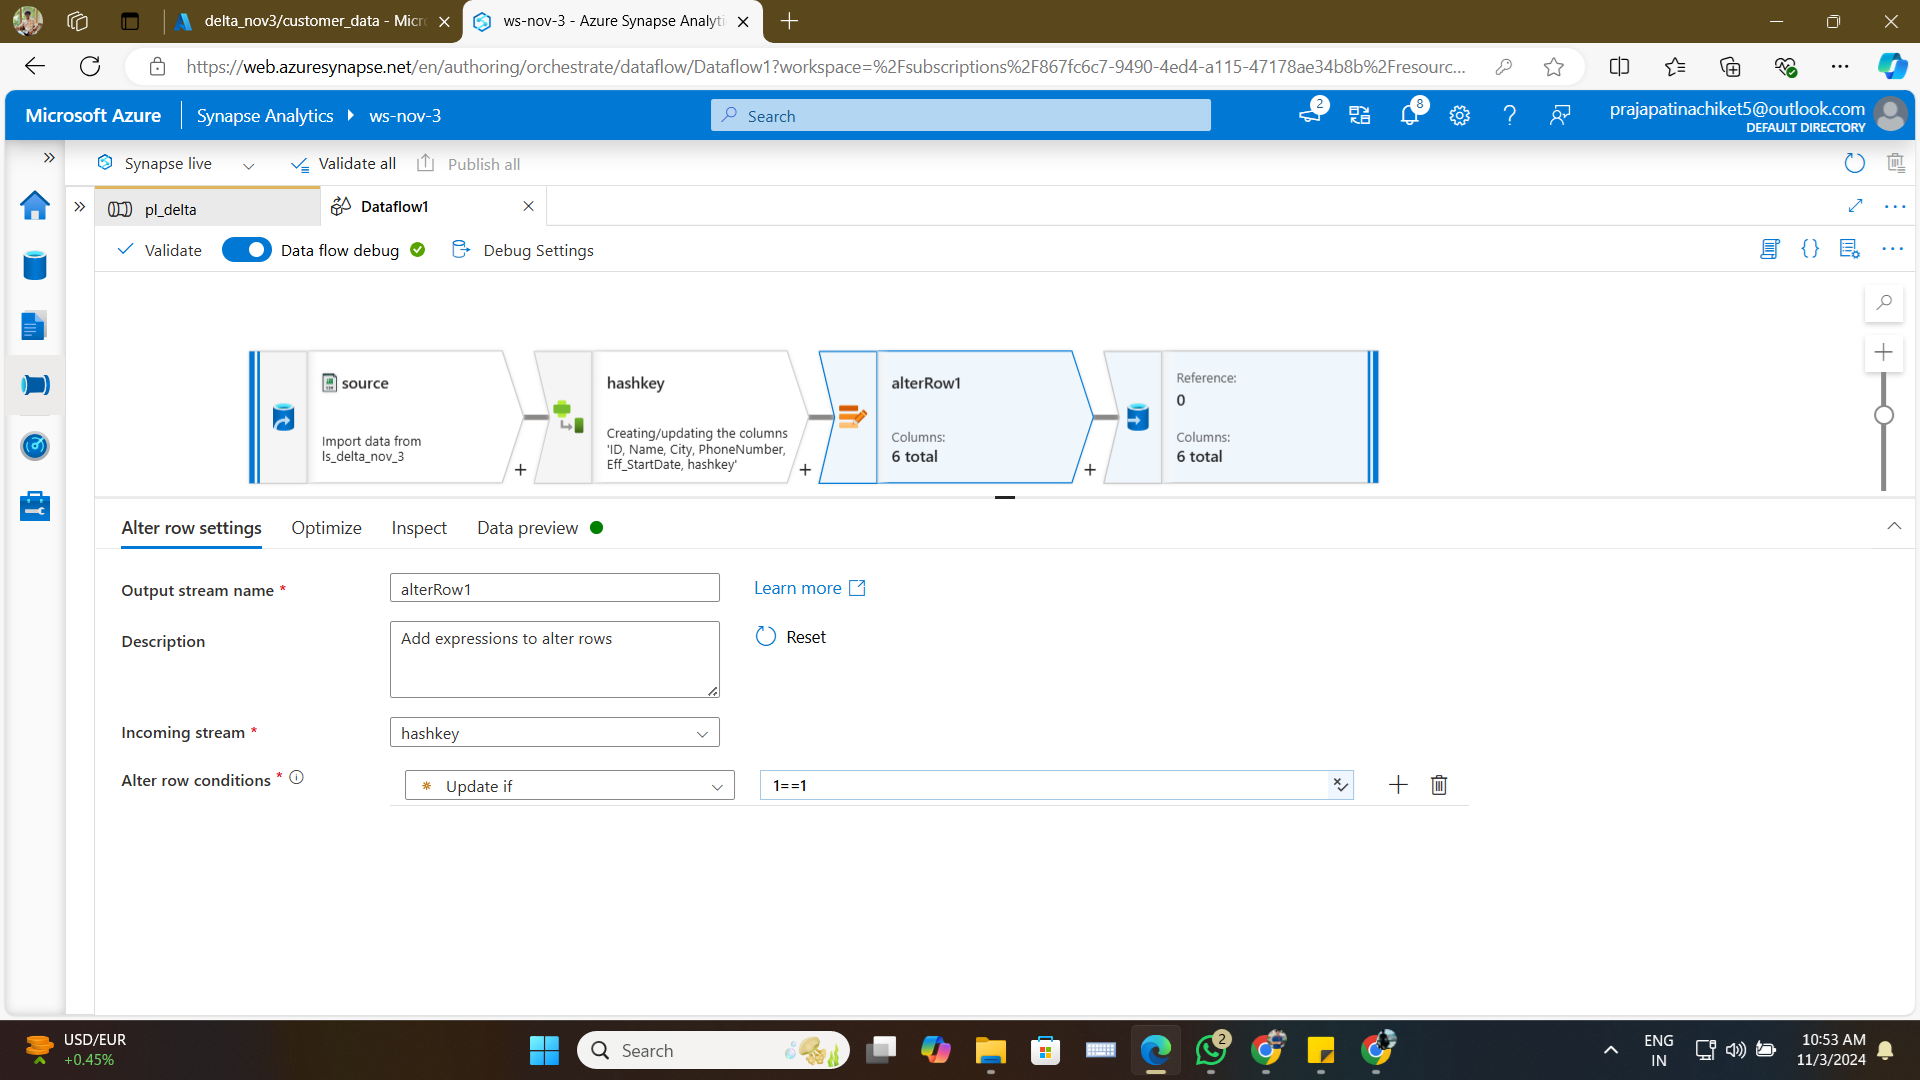 delta_nov3/customer_data - Micr
ws-nov-3 - Azure Synapse Analyti
https://web.azuresynapse.net/en/authoring/orchestrate/dataflow/Dataflow1?workspace=%2Fsubscriptions%2F867fc6c7-9490-4ed4-a115-47178ae34b8b%2Fresourc...
Microsoft Azure
Synapse Analytics
ws-nov-3
Search
2
8
prajapatinachiket5@outlook.com
DEFAULT DIRECTORY
Synapse live
Validate all
Publish all
pl_delta
Dataflow1
Validate
Data flow debug
Debug Settings
source
Import data from
ls_delta_nov_3
hashkey
Creating/updating the columns
'ID, Name, City, PhoneNumber,
Eff_StartDate, hashkey'
alterRow1
Columns:
6 total
Reference:
0
Columns:
6 total
Alter row settings
Optimize
Inspect
Data preview
Output stream name *
alterRow1
Learn more
Description
Add expressions to alter rows
Reset
Incoming stream *
hashkey
Alter row conditions *
Update if
1==1
USD/EUR
+0.45%
Search
2
ENG
IN
10:53 AM
11/3/2024